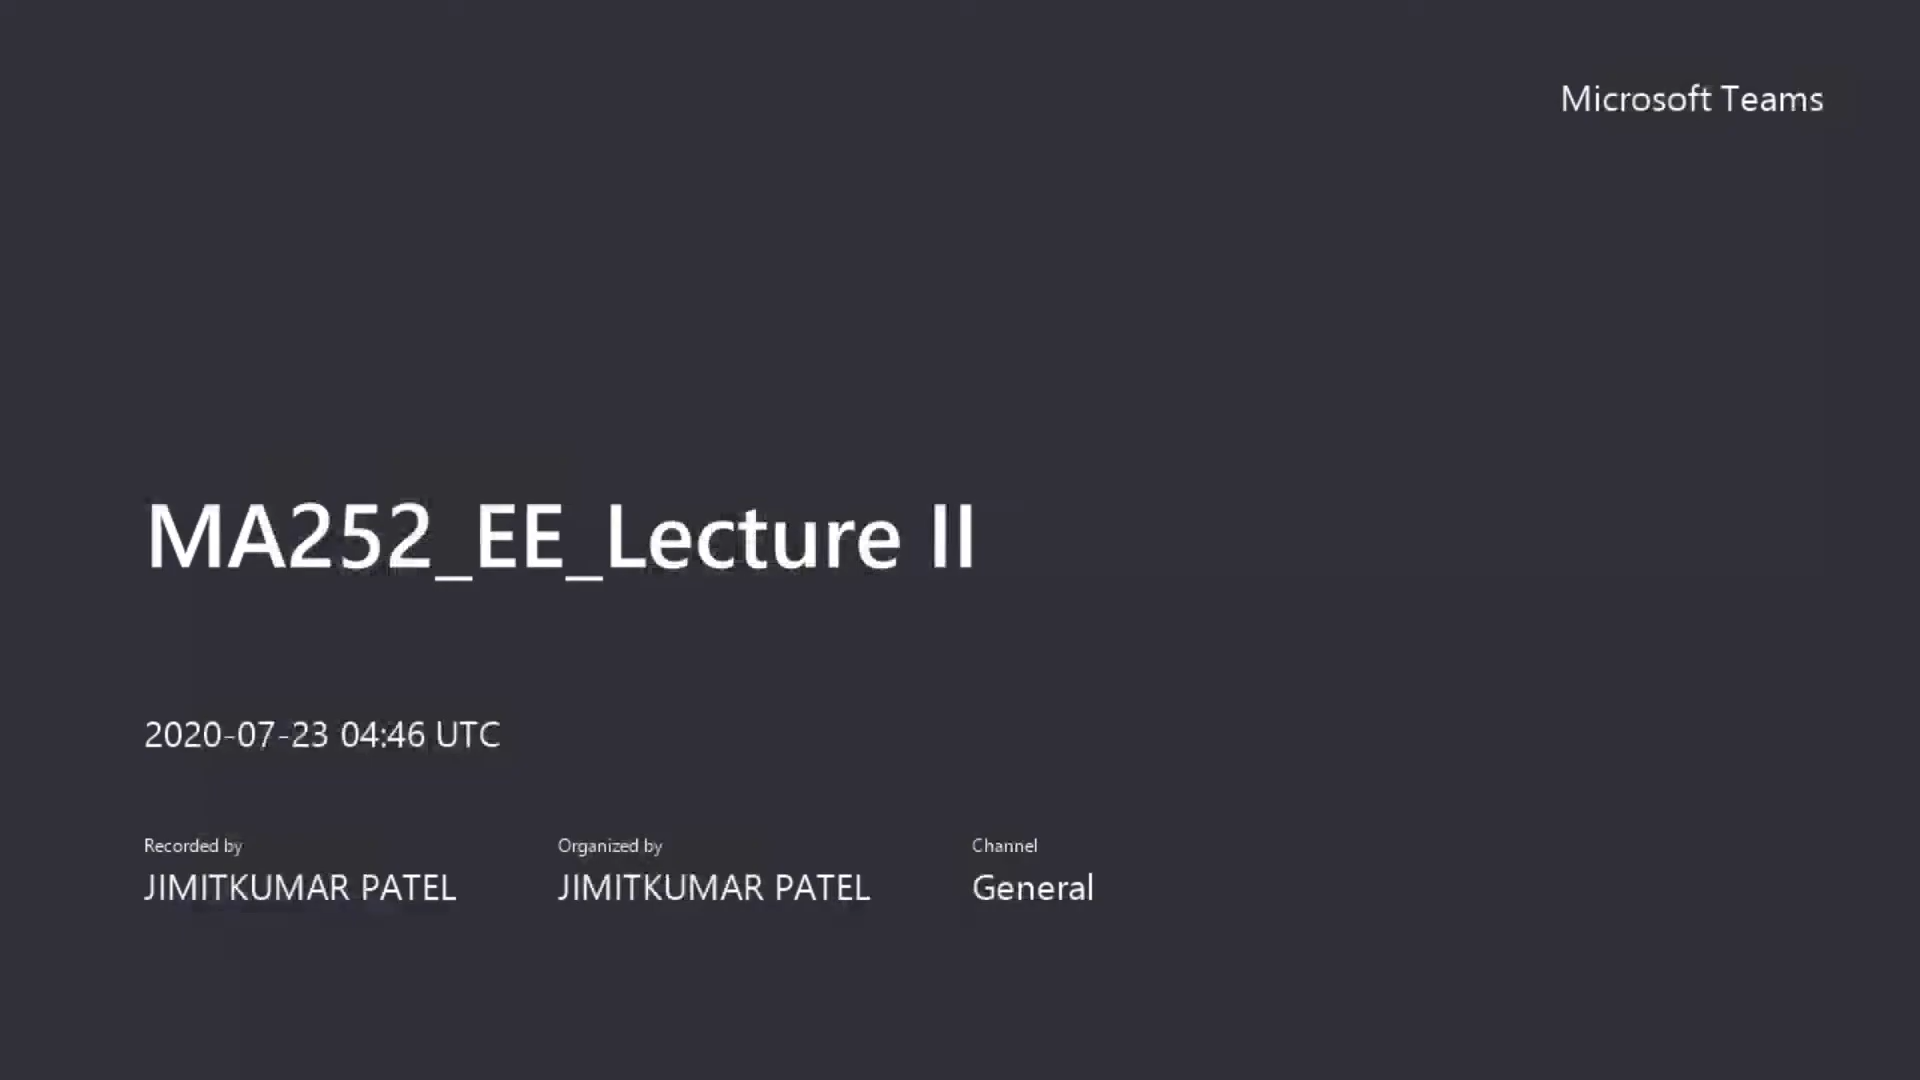 Microsoft Teams
MA252_EE_Lecture II
2020-07-23 04:46 UTC
Recorded by
JIMITKUMAR PATEL
Organized by
JIMITKUMAR PATEL
Channel
General